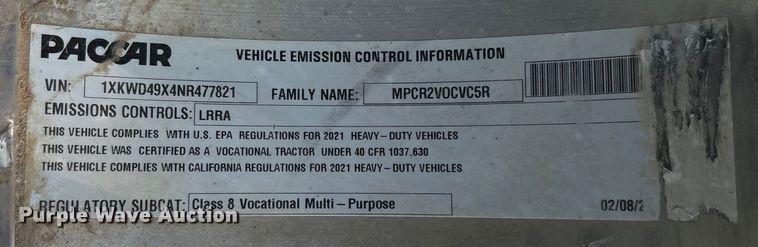 PACCAR
VEHICLE EMISSION CONTROL INFORMATION
VIN: 1XKWD49X4NR477821 FAMILY NAME: MPCR2VOCVC5R
EMISSIONS CONTROLS: LRRA
THIS VEHICLE COMPLIES WITH U.S. EPA REGULATIONS FOR 2021 HEAVY-DUTY VEHICLES
THIS VEHICLE WAS CERTIFIED AS A VOCATIONAL TRACTOR UNDER 40 CFR 1037.630
THIS VEHICLE COMPLIES WITH CALIFORNIA REGULATIONS FOR 2021 HEAVY-DUTY VEHICLES
REGULATORY SUBCAT: Class 8 Vocational Multi-Purpose 02/08/2
Purple Wave Auction